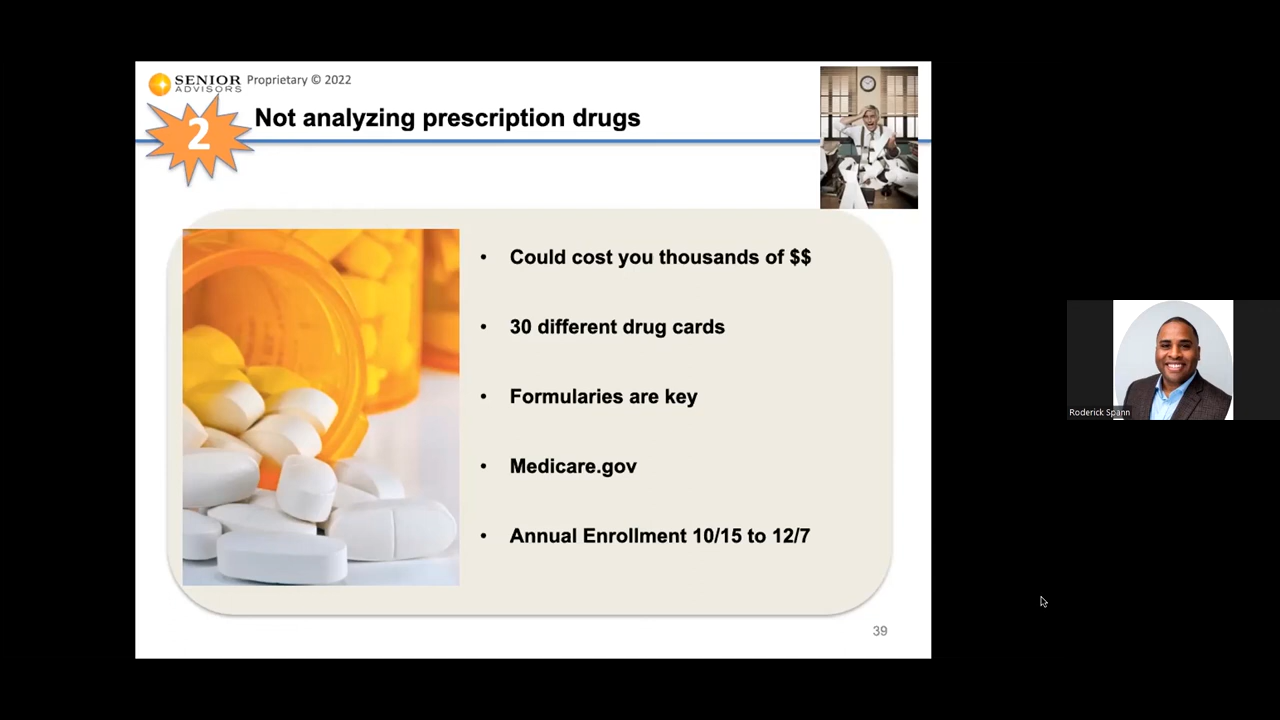 SENIOR
ADVISORS
Proprietary © 2022
2
Not analyzing prescription drugs
• Could cost you thousands of $$
• 30 different drug cards
• Formularies are key
• Medicare.gov
• Annual Enrollment 10/15 to 12/7
39
Roderick Spann